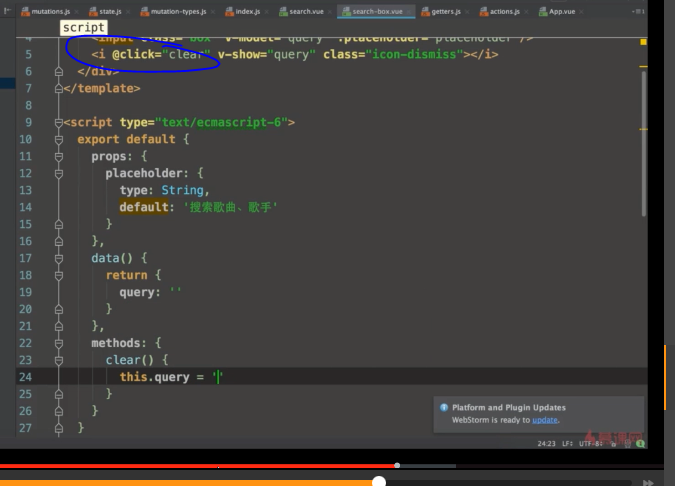 mutations.js state.js mutation-types.js index.js search.vue search-box.vue getters.js actions.js App.vue
script
4 <input class="box" v-model="query" :placeholder="placeholder"/>
5 <i @click="clear" v-show="query" class="icon-dismiss"></i>
6 </div>
7 </template>
8
9 <script type="text/ecmascript-6">
10 export default {
11 props: {
12 placeholder: {
13 type: String,
14 default: '搜索歌曲、歌手'
15 }
16 },
17 data() {
18 return {
19 query: ''
20 }
21 },
22 methods: {
23 clear() {
24 this.query = ''
25 }
26 }
27 }
Platform and Plugin Updates
WebStorm is ready to update.
24:23 LF: UTF-8: